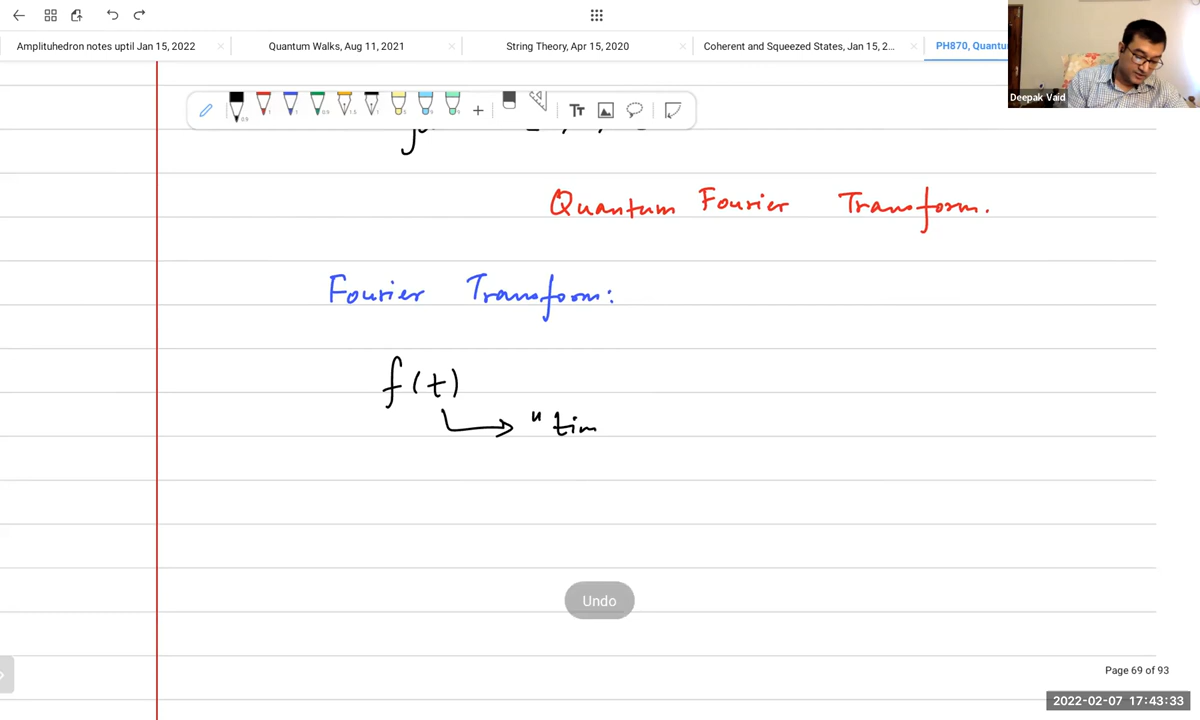 Amplituhedron notes uptil Jan 15, 2022
Quantum Walks, Aug 11, 2021
String Theory, Apr 15, 2020
Coherent and Squeezed States, Jan 15, 2...
PH870, Quantu
Deepak Vaid
Tт
Quantum Fourier Transform.
Fourier Transform:
f(t)
" tim
Undo
Page 69 of 93
2022-02-07 17:43:33